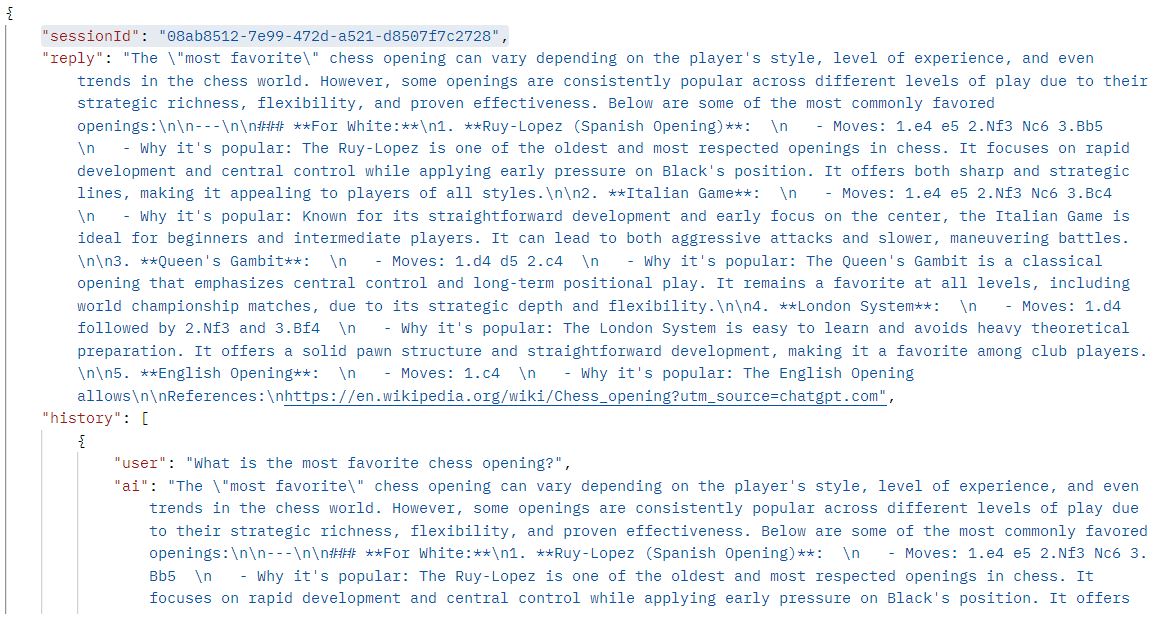 {
"sessionId": "08ab8512-7e99-472d-a521-d8507f7c2728",
"reply": "The \"most favorite\" chess opening can vary depending on the player's style, level of experience, and even
trends in the chess world. However, some openings are consistently popular across different levels of play due to their
strategic richness, flexibility, and proven effectiveness. Below are some of the most commonly favored
openings:\n\n---\n\n### **For White:**\n1. **Ruy-Lopez (Spanish Opening)**:  \n   - Moves: 1.e4 e5 2.Nf3 Nc6 3.Bb5
\n   - Why it's popular: The Ruy-Lopez is one of the oldest and most respected openings in chess. It focuses on rapid
development and central control while applying early pressure on Black's position. It offers both sharp and strategic
lines, making it appealing to players of all styles.\n\n2. **Italian Game**:  \n   - Moves: 1.e4 e5 2.Nf3 Nc6 3.Bc4
\n   - Why it's popular: Known for its straightforward development and early focus on the center, the Italian Game is
ideal for beginners and intermediate players. It can lead to both aggressive attacks and slower, maneuvering battles.
\n\n3. **Queen's Gambit**:  \n   - Moves: 1.d4 d5 2.c4  \n   - Why it's popular: The Queen's Gambit is a classical
opening that emphasizes central control and long-term positional play. It remains a favorite at all levels, including
world championship matches, due to its strategic depth and flexibility.\n\n4. **London System**:  \n   - Moves: 1.d4
followed by 2.Nf3 and 3.Bf4  \n   - Why it's popular: The London System is easy to learn and avoids heavy theoretical
preparation. It offers a solid pawn structure and straightforward development, making it a favorite among club players.
\n\n5. **English Opening**:  \n   - Moves: 1.c4  \n   - Why it's popular: The English Opening
allows\n\nReferences:\nhttps://en.wikipedia.org/wiki/Chess_opening?utm_source=chatgpt.com",
"history": [
{
"user": "What is the most favorite chess opening?",
"ai": "The \"most favorite\" chess opening can vary depending on the player's style, level of experience, and even
trends in the chess world. However, some openings are consistently popular across different levels of play due
to their strategic richness, flexibility, and proven effectiveness. Below are some of the most commonly favored
openings:\n\n---\n\n### **For White:**\n1. **Ruy-Lopez (Spanish Opening)**:  \n   - Moves: 1.e4 e5 2.Nf3 Nc6 3.
Bb5  \n   - Why it's popular: The Ruy-Lopez is one of the oldest and most respected openings in chess. It
focuses on rapid development and central control while applying early pressure on Black's position. It offers